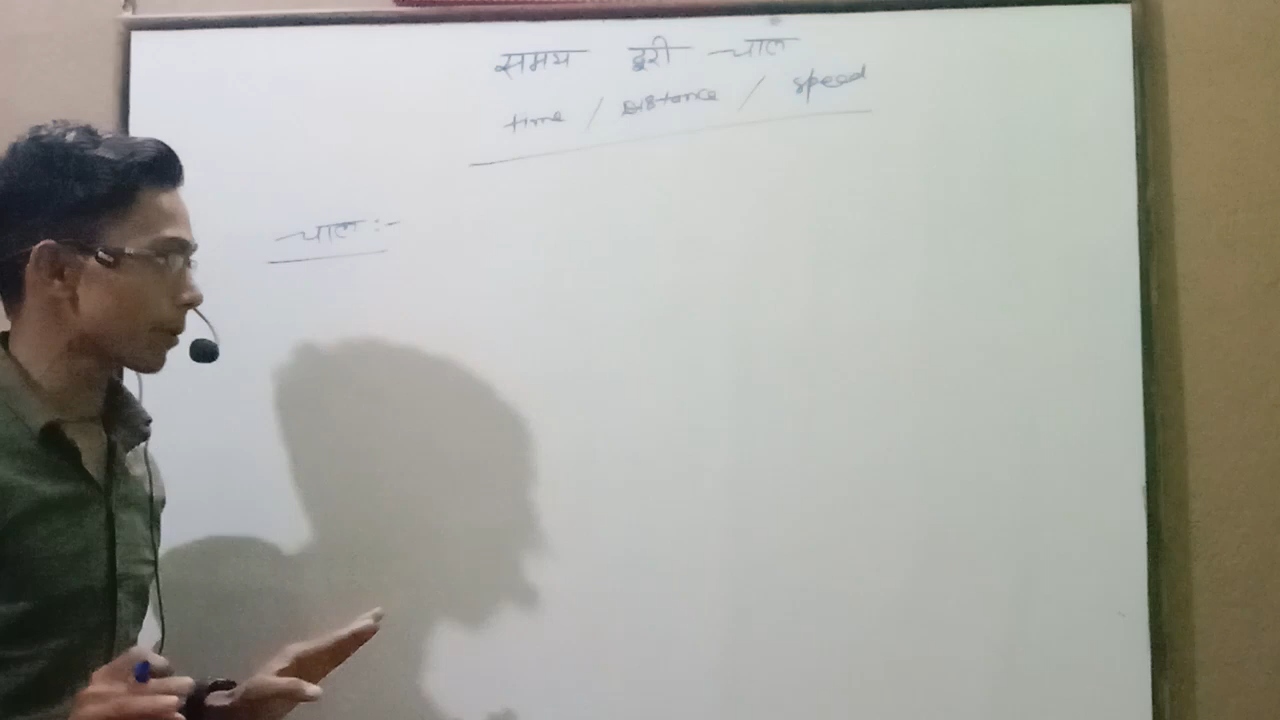 समय दूरी चाल
time / Distance / speed
चाल :-